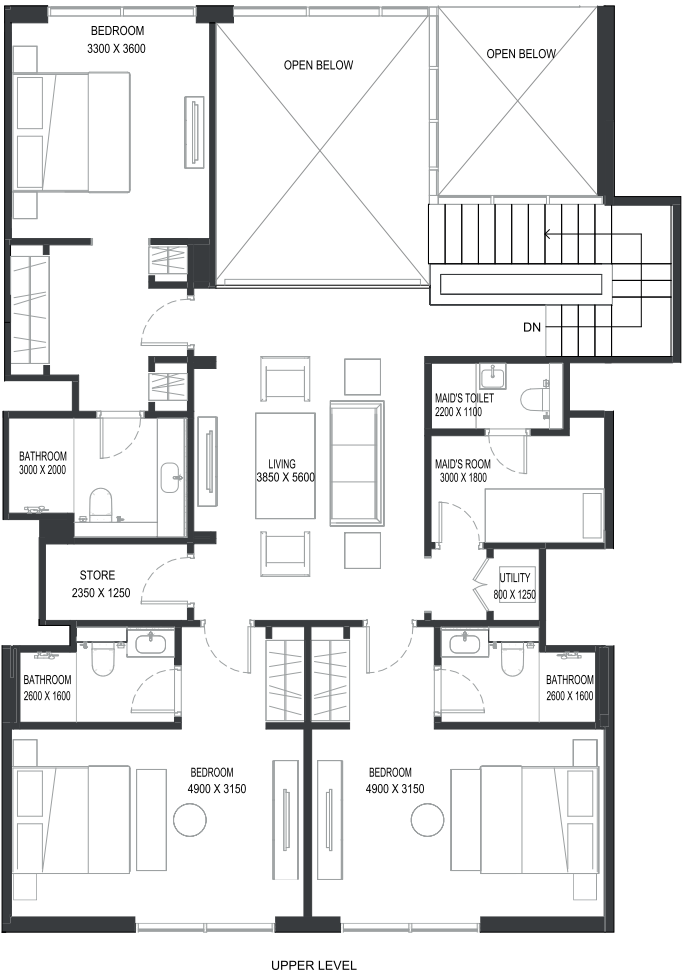 BEDROOM
3300 X 3600
OPEN BELOW
OPEN BELOW
DN
MAID'S TOILET
2200 X 1100
BATHROOM
3000 X 2000
LIVING
3850 X 5600
MAID'S ROOM
3000 X 1800
STORE
2350 X 1250
UTILITY
800 X 1250
BATHROOM
2600 X 1600
BATHROOM
2600 X 1600
BEDROOM
4900 X 3150
BEDROOM
4900 X 3150
UPPER LEVEL